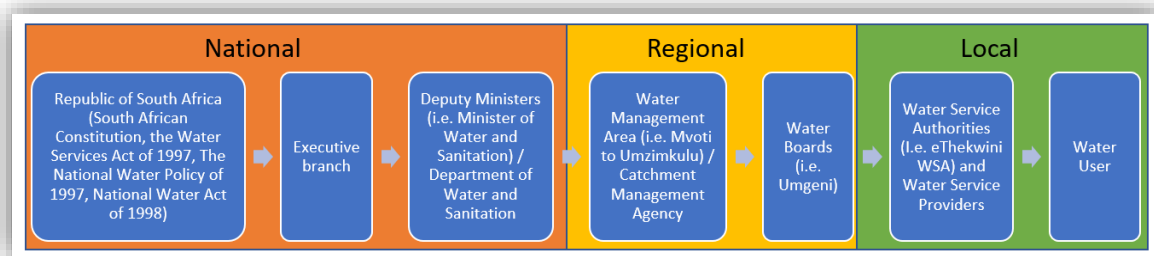 National
Regional
Local
Republic of South Africa
(South African
Constitution, the Water
Services Act of 1997, The
National Water Policy of
1997, National Water Act
of 1998)
Executive
branch
Deputy Ministers
(i.e. Minister of
Water and
Sanitation) /
Department of
Water and
Sanitation
Water
Management
Area (i.e. Mvoti
to Umzimkulu) /
Catchment
Management
Agency
Water
Boards
(i.e.
Umgeni)
Water Service
Authorities
(I.e. eThekwini
WSA) and
Water Service
Providers
Water
User